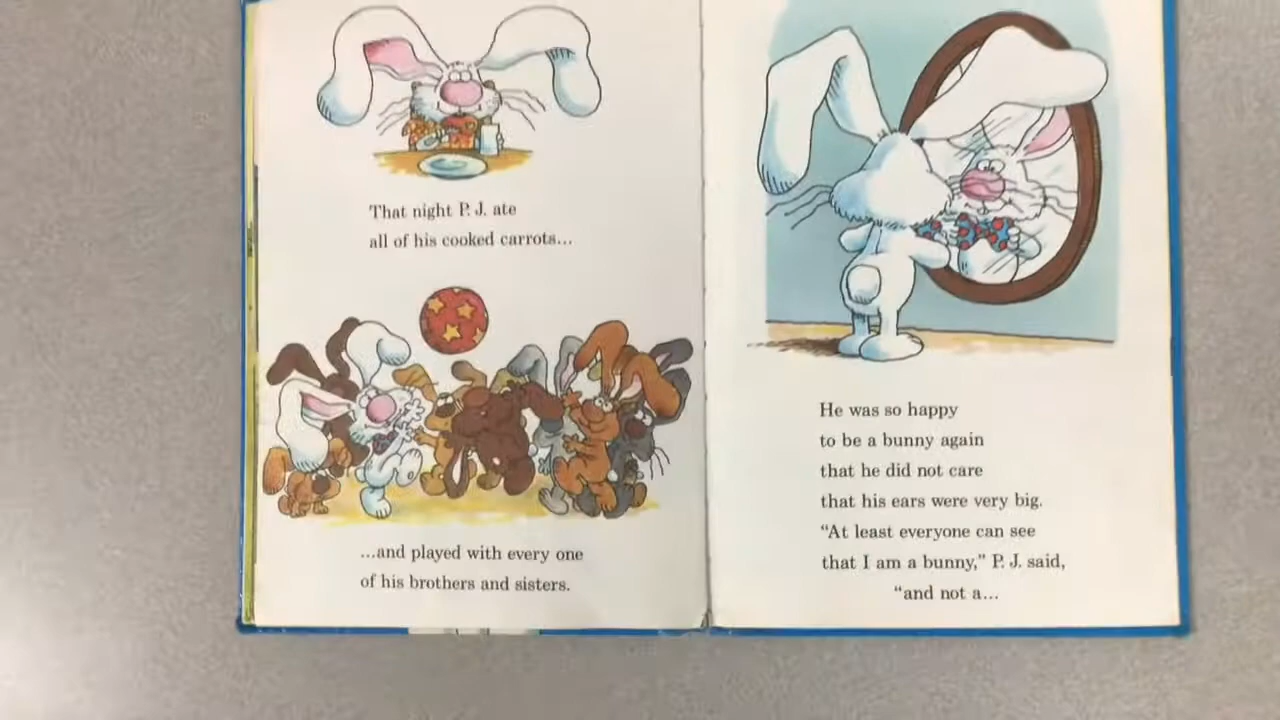 That night P. J. ate
all of his cooked carrots...
...and played with every one
of his brothers and sisters.
He was so happy
to be a bunny again
that he did not care
that his ears were very big.
“At least everyone can see
that I am a bunny,” P. J. said,
“and not a...